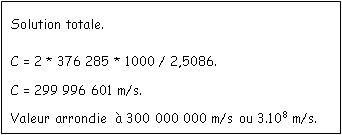 Solution totale.
C = 2 * 376 285 * 1000 / 2,5086.
C = 299 996 601 m/s.
Valeur arrondie à 300 000 000 m/s ou 3.10⁸ m/s.